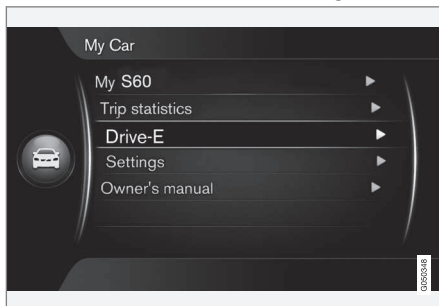 My Car
My S60
Trip statistics
Drive-E
Settings
Owner's manual
G050348